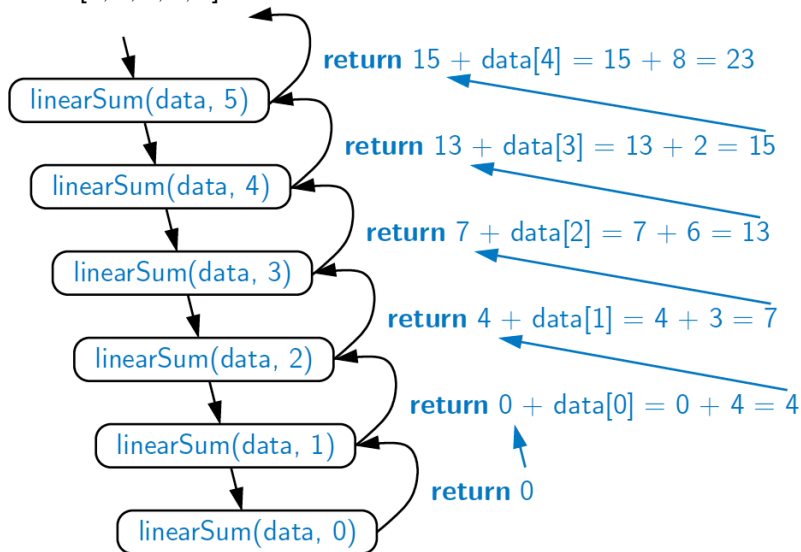 return 15 + data[4] = 15 + 8 = 23
linearSum(data, 5)
return 13 + data[3] = 13 + 2 = 15
linearSum(data, 4)
return 7 + data[2] = 7 + 6 = 13
linearSum(data, 3)
return 4 + data[1] = 4 + 3 = 7
linearSum(data, 2)
return 0 + data[0] = 0 + 4 = 4
linearSum(data, 1)
return 0
linearSum(data, 0)